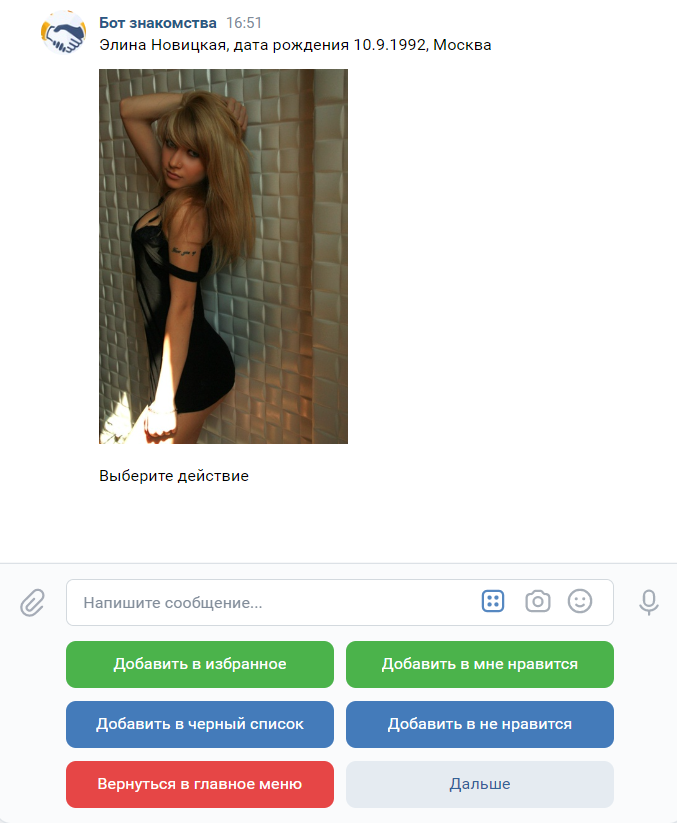 Бот знакомства 16:51
Элина Новицкая, дата рождения 10.9.1992, Москва
Выберите действие
Напишите сообщение...
Добавить в избранное
Добавить в мне нравится
Добавить в черный список
Добавить в не нравится
Вернуться в главное меню
Дальше